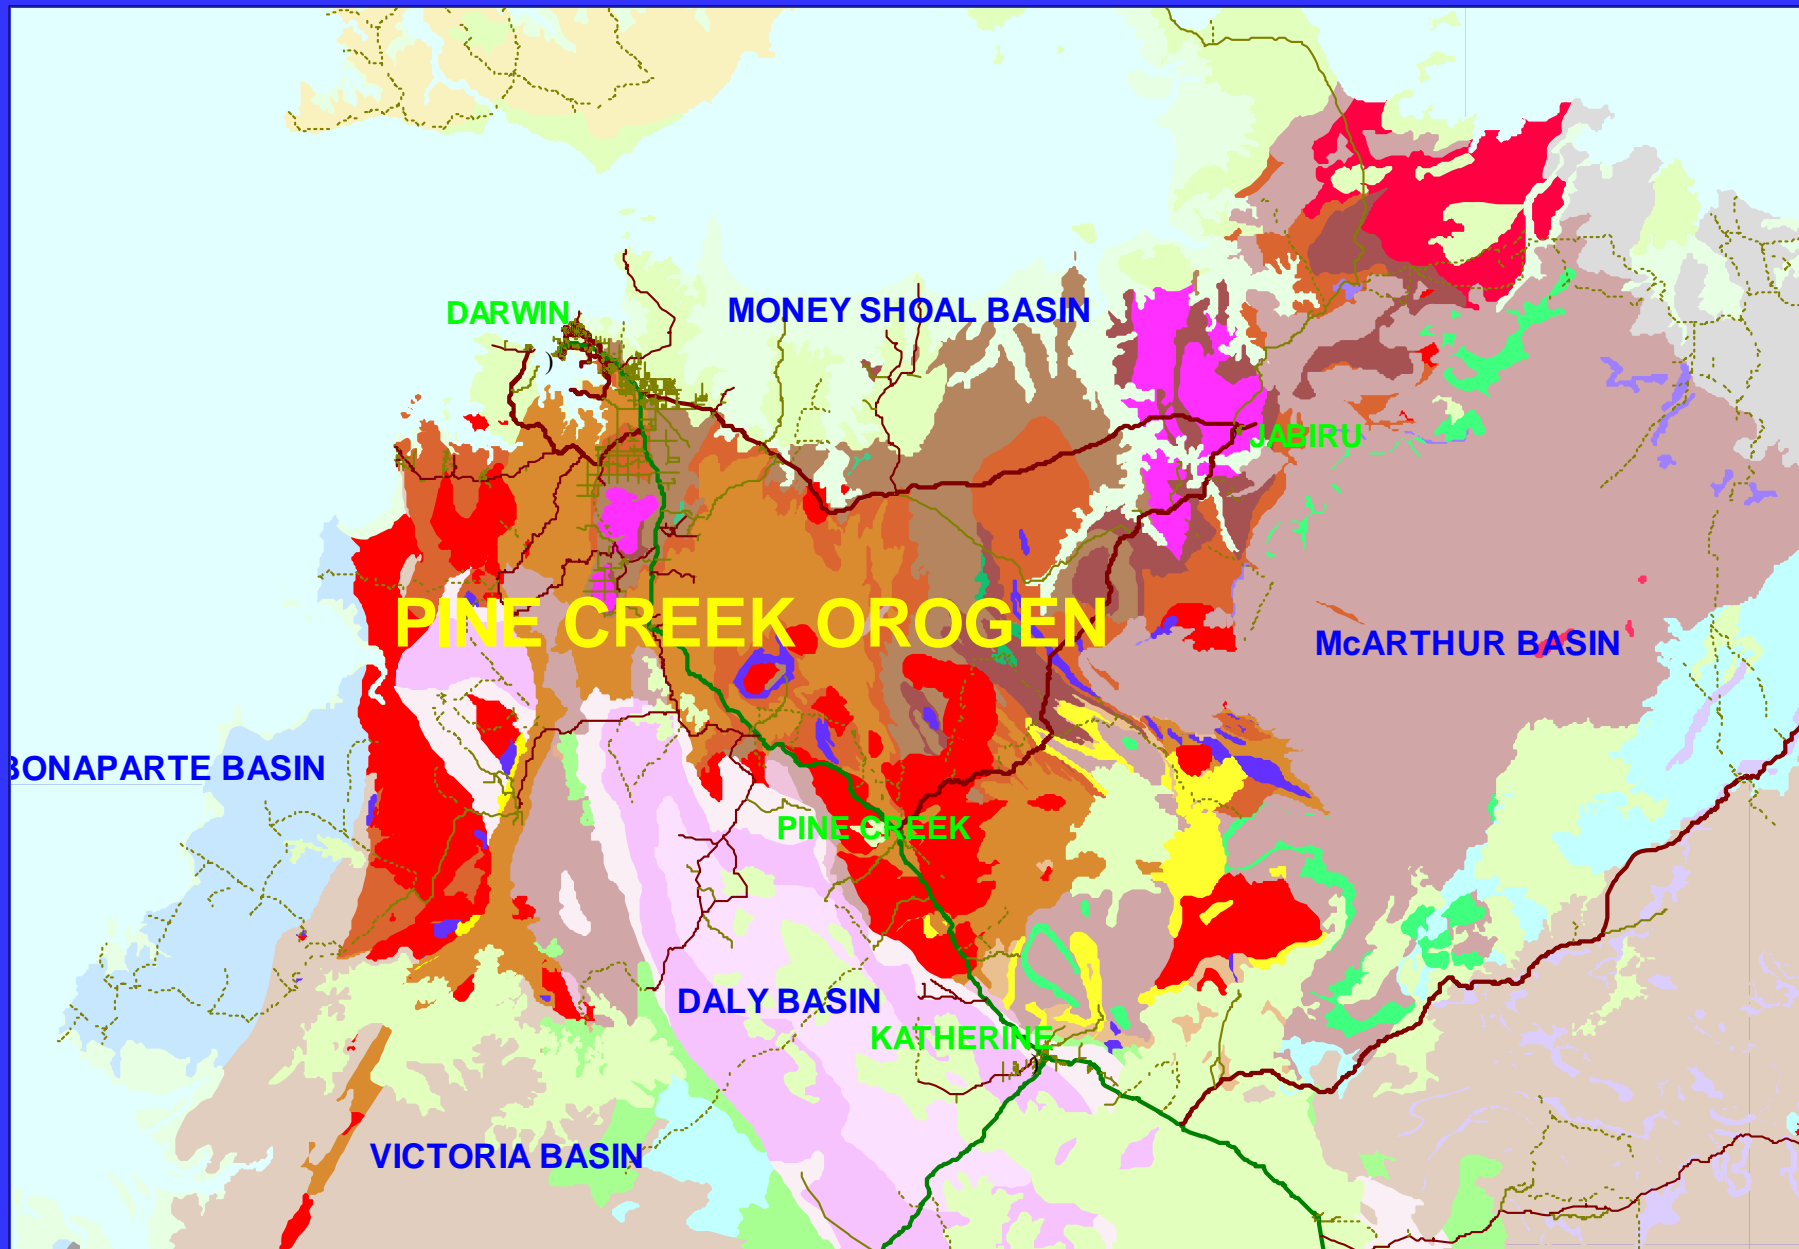 DARWIN
MONEY SHOAL BASIN
JABIRU
PINE CREEK OROGEN
McARTHUR BASIN
BONAPARTE BASIN
PINE CREEK
DALY BASIN
KATHERINE
VICTORIA BASIN